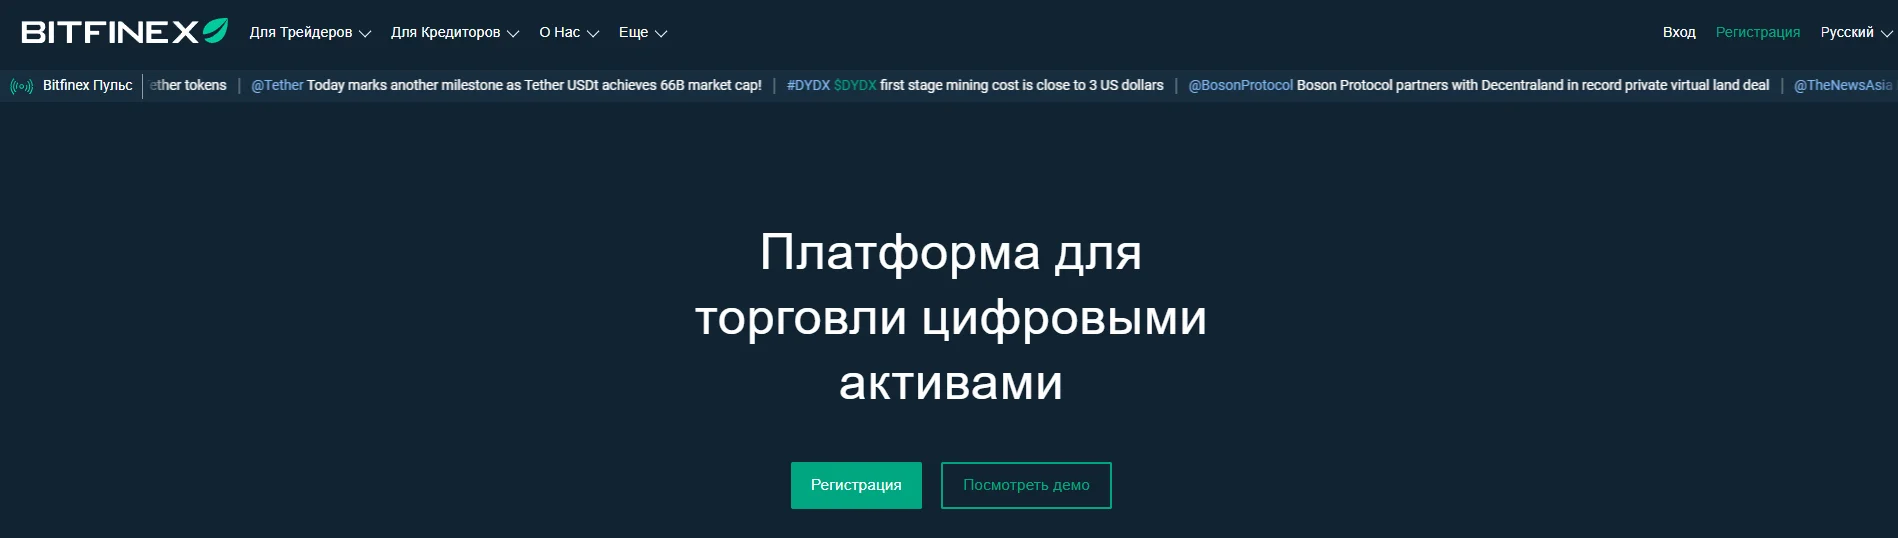 BITFINEX Для Трейдеров Для Кредиторов О Нас Еще Вход Регистрация Русский
Bitfinex Пульс ether tokens | @Tether Today marks another milestone as Tether USDt achieves 66B market cap! | #DYDX $DYDX first stage mining cost is close to 3 US dollars | @BosonProtocol Boson Protocol partners with Decentraland in record private virtual land deal | @TheNewsAsia
Платформа для
торговли цифровыми
активами
Регистрация Посмотреть демо